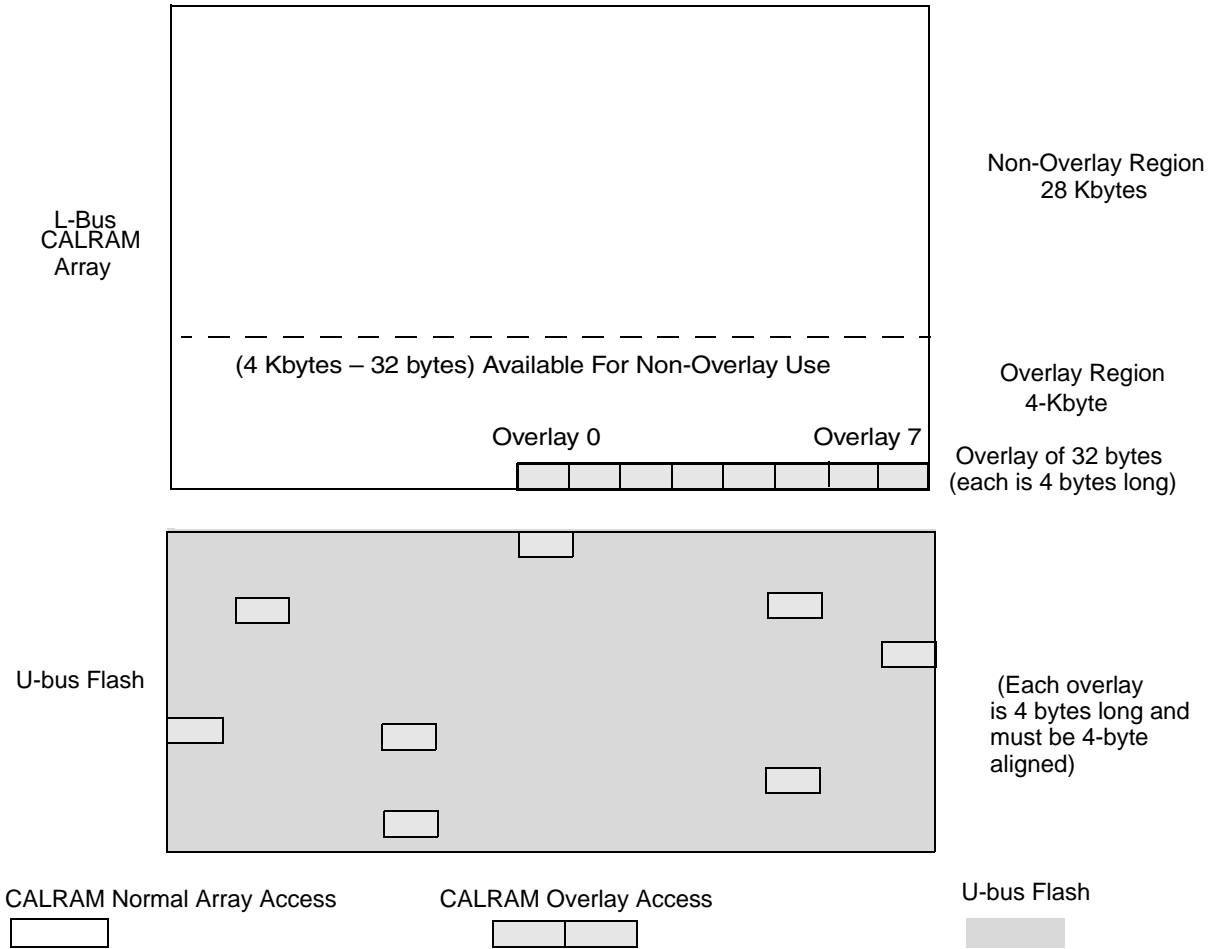 Non-Overlay Region
28 Kbytes
L-Bus
CALRAM
Array
(4 Kbytes – 32 bytes) Available For Non-Overlay Use
Overlay Region
4-Kbyte
Overlay 0
Overlay 7
Overlay of 32 bytes
(each is 4 bytes long)
U-bus Flash
(Each overlay
is 4 bytes long and
must be 4-byte
aligned)
CALRAM Normal Array Access
CALRAM Overlay Access
U-bus Flash